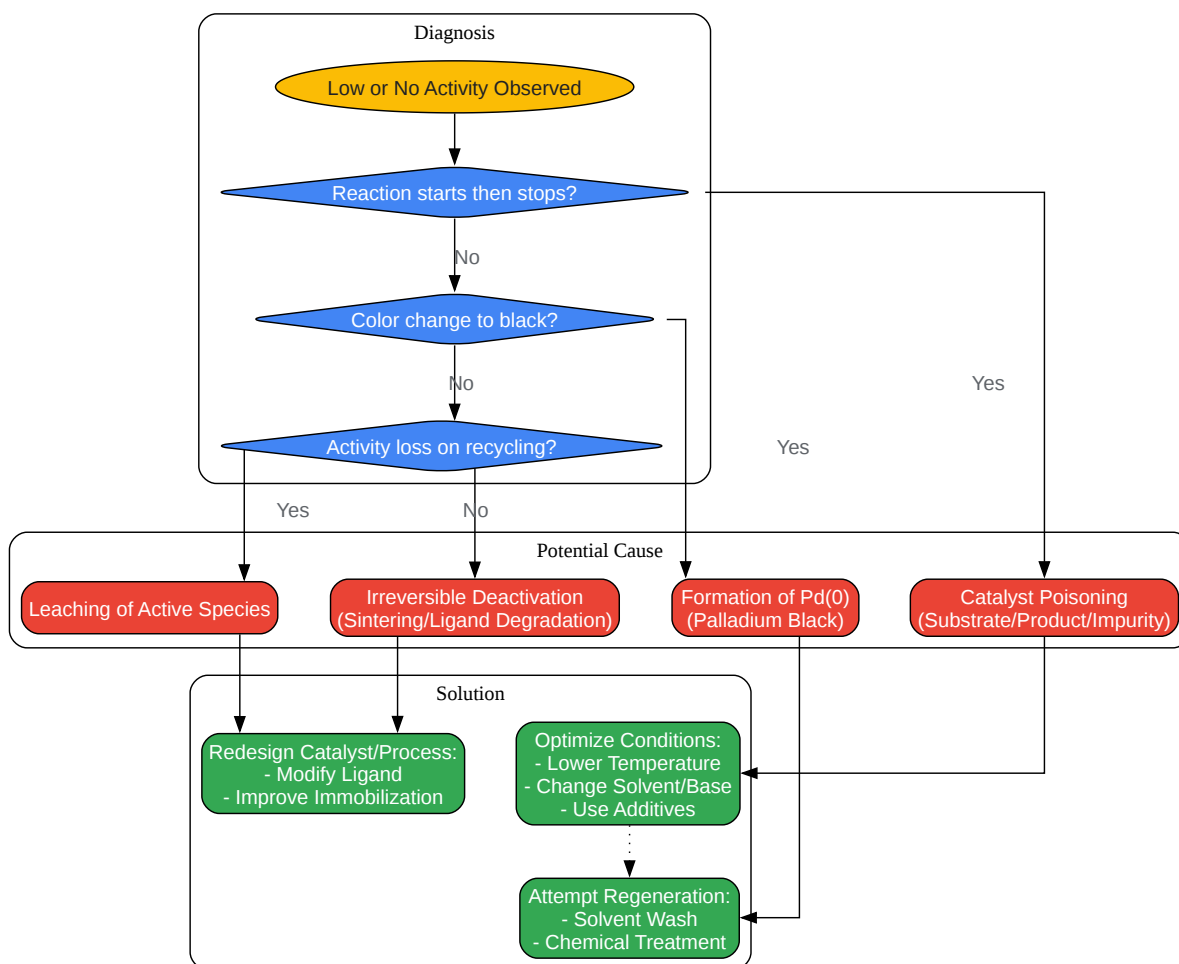 Diagnosis
Low or No Activity Observed
Reaction starts then stops?
No
Color change to black?
No
Yes
Activity loss on recycling?
Yes
Yes
No
Potential Cause
Leaching of Active Species
Irreversible Deactivation
(Sintering/Ligand Degradation)
Formation of Pd(0)
(Palladium Black)
Catalyst Poisoning
(Substrate/Product/Impurity)
Solution
Redesign Catalyst/Process:
- Modify Ligand
- Improve Immobilization
Optimize Conditions:
- Lower Temperature
- Change Solvent/Base
- Use Additives
Attempt Regeneration:
- Solvent Wash
- Chemical Treatment